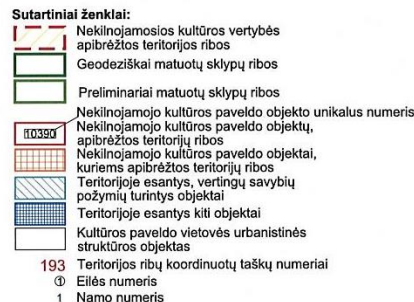 Sutartiniai ženklai:
Nekilnojamosios kultūros vertybės
apibrėžtos teritorijos ribos
Geodeziškai matuotų sklypų ribos
Preliminariai matuotų sklypų ribos
Nekilnojamojo kultūros paveldo objekto unikalus numeris
10390
Nekilnojamojo kultūros paveldo objektų,
apibrėžtų teritorijų ribos
Nekilnojamojo kultūros paveldo objektai,
kuriems apibrėžtos teritorijų ribos
Teritorijoje esantys, vertingų savybių
požymių turintys objektai
Teritorijoje esantys kiti objektai
Kultūros paveldo vietovės urbanistinės
struktūros objektas
193 Teritorijos ribų koordinuotų taškų numeriai
① Eilės numeris
1 Namo numeris